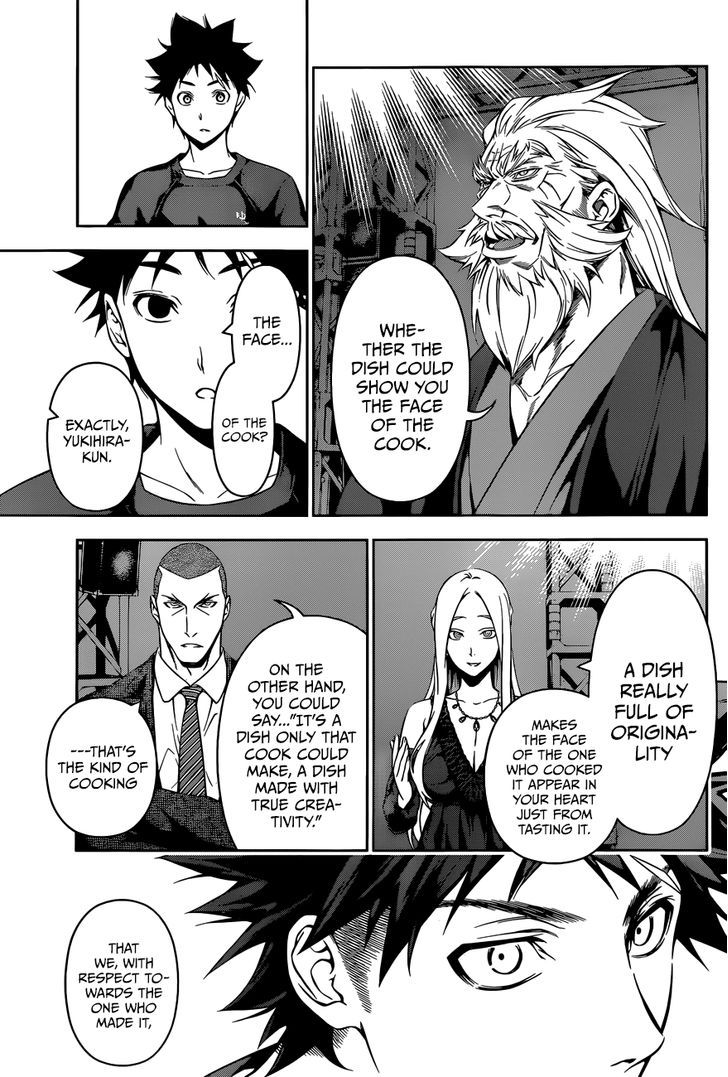 WHE-
THER THE
DISH COULD
SHOW YOU
THE FACE
OF THE
COOK.
THE
FACE...
OF THE
COOK?
EXACTLY,
YUKIHIRA-
KUN.
A DISH
REALLY
FULL OF
ORIGINA-
LITY
MAKES
THE FACE
OF THE ONE
WHO COOKED
IT APPEAR IN
YOUR HEART
JUST FROM
TASTING IT.
ON THE
OTHER HAND,
YOU COULD
SAY..."IT'S A
DISH ONLY THAT
COOK COULD
MAKE, A DISH
MADE WITH
TRUE CREA-
TIVITY."
---THAT'S
THE KIND OF
COOKING
THAT
WE, WITH
RESPECT TO-
WARDS THE
ONE WHO
MADE IT,